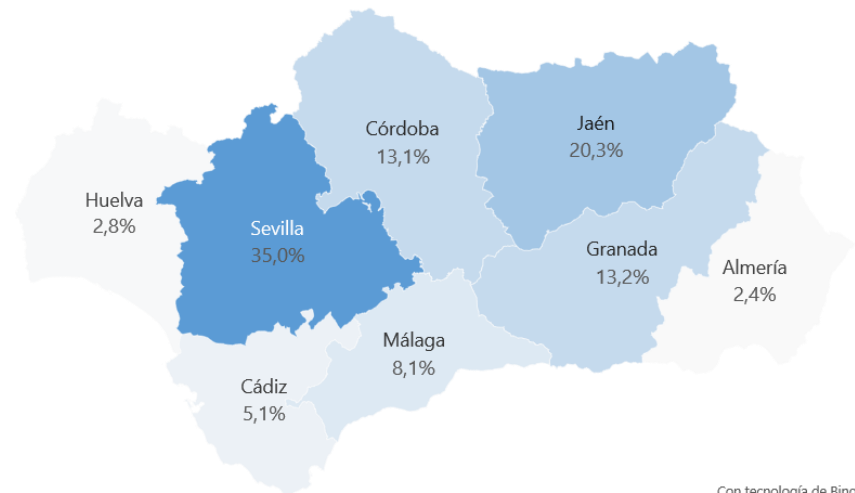 Córdoba
13,1%
Jaén
20,3%
Huelva
2,8%
Sevilla
35,0%
Granada
13,2%
Almería
2,4%
Málaga
8,1%
Cádiz
5,1%
Con tecnología de Bing